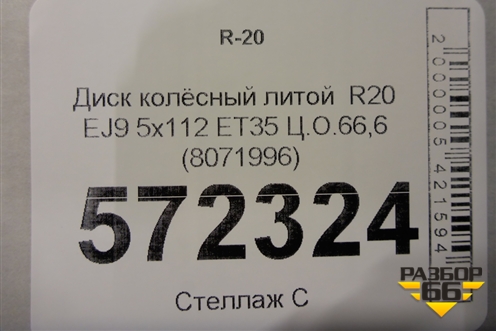 R-20
Диск колёсный литой R20
EJ9 5x112 ET35 Ц.О.66,6
(8071996)
572324
Стеллаж С
2000005421594
РАЗБОР
66